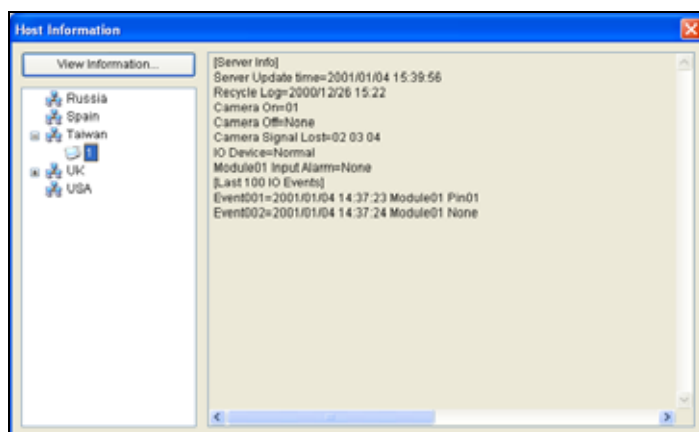 Host Information
View Information...
Russia
Spain
Taiwan
1
UK
USA
[Server Info]
Server Update time=2001/01/04 15:39:56
Recycle Log=2000/12/26 15:22
Camera On=01
Camera Off=None
Camera Signal Lost=02 03 04
IO Device=Normal
Module01 Input Alarm=None
[Last 100 IO Events]
Event001=2001/01/04 14:37:23 Module01 Pin01
Event002=2001/01/04 14:37:24 Module01 None